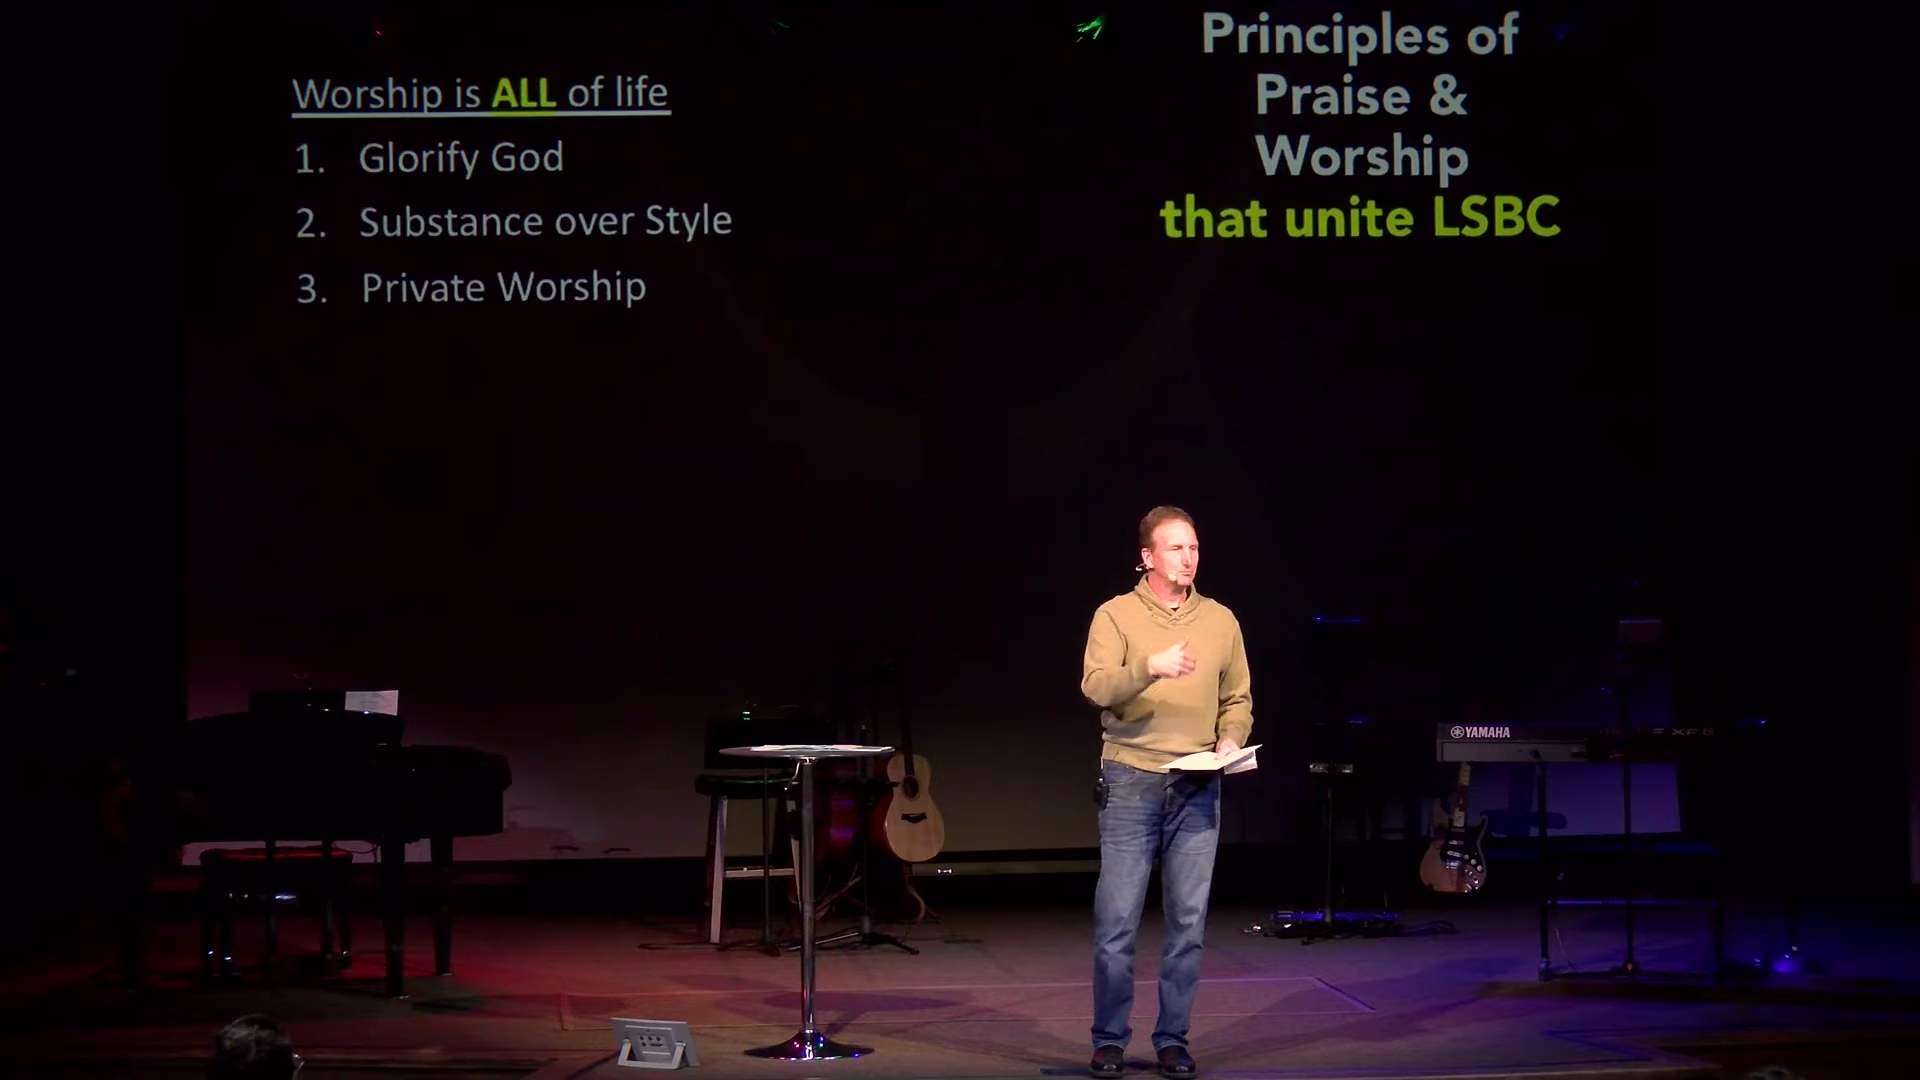 Worship is ALL of life
1. Glorify God
2. Substance over Style
3. Private Worship
Principles of
Praise &
Worship
that unite LSBC
YAMAHA